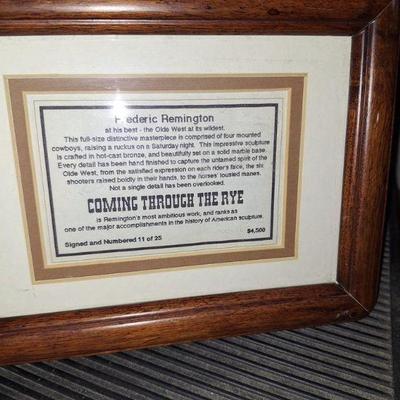 Frederic Remington
at his best - the Olde West at its wildest.
This full-size distinctive masterpiece is comprised of four mounted
cowboys, raising a ruckus on a Saturday night. This impressive sculpture
is crafted in hot-cast bronze, and beautifully set on a solid marble base.
Every detail has been hand finished to capture the untamed spirit of the
Olde West, from the satisfied expression on each rider's face, the six
shooters raised boldly in their hands, to the horses' tousled manes.
Not a single detail has been overlooked.
COMING THROUGH THE RYE
is Remington's most ambitious work, and ranks as
one of the major accomplishments in the history of American sculpture.
Signed and Numbered 11 of 25 $4,500